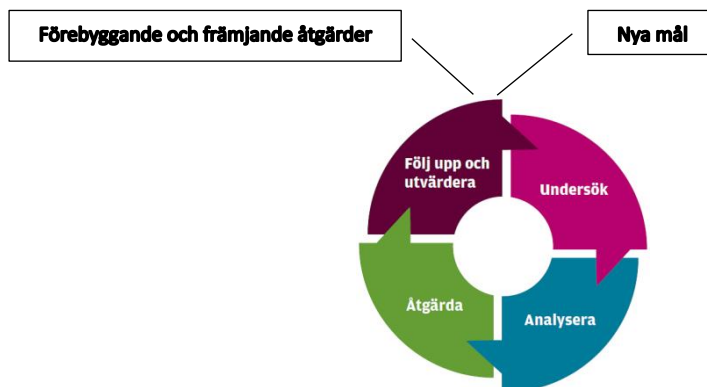 Förebyggande och främjande åtgärder
Nya mål
Följ upp och
utvärdera
Undersök
Åtgärda
Analysera